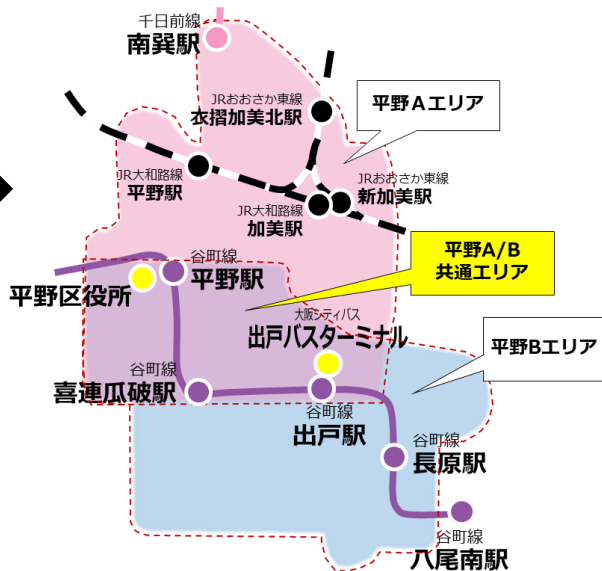 千日前線
南巽駅
JRおおさか東線
衣摺加美北駅
平野Ａエリア
JR大和路線
平野駅
JRおおさか東線
新加美駅
JR大和路線
加美駅
谷町線
平野駅
平野A/B
共通エリア
平野区役所
大阪シティバス
出戸バスターミナル
平野Bエリア
谷町線
喜連瓜破駅
谷町線
出戸駅
谷町線
長原駅
谷町線
八尾南駅